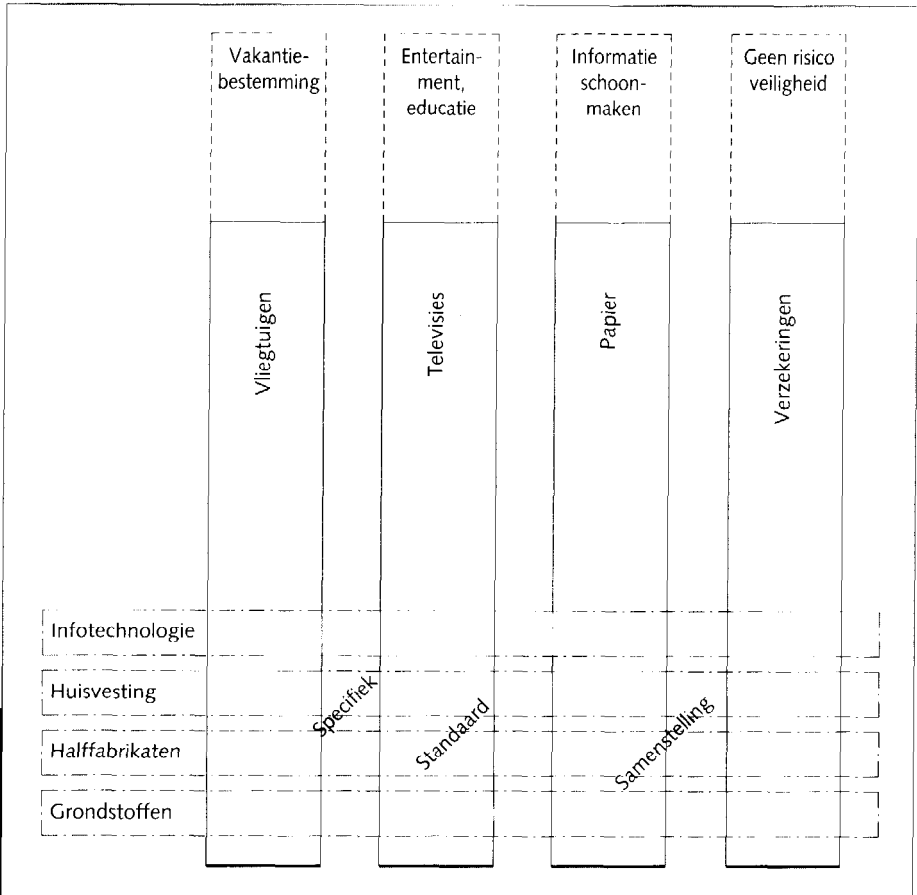 Vakantie-
bestemming
Entertain-
ment,
educatie
Informatie
schoon-
maken
Geen risico
veiligheid
Vliegtuigen
Televisies
Papier
Verzekeringen
Infotechnologie
Huisvesting
Halffabrikaten
Grondstoffen
Specifiek
Standaard
Samenstelling